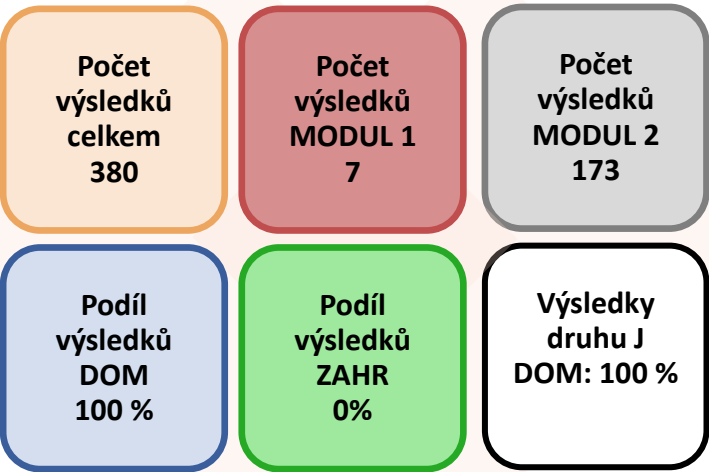 Počet
výsledků
celkem
380
Počet
výsledků
MODUL 1
7
Počet
výsledků
MODUL 2
173
Podíl
výsledků
DOM
100 %
Podíl
výsledků
ZAHR
0%
Výsledky
druhu J
DOM: 100 %